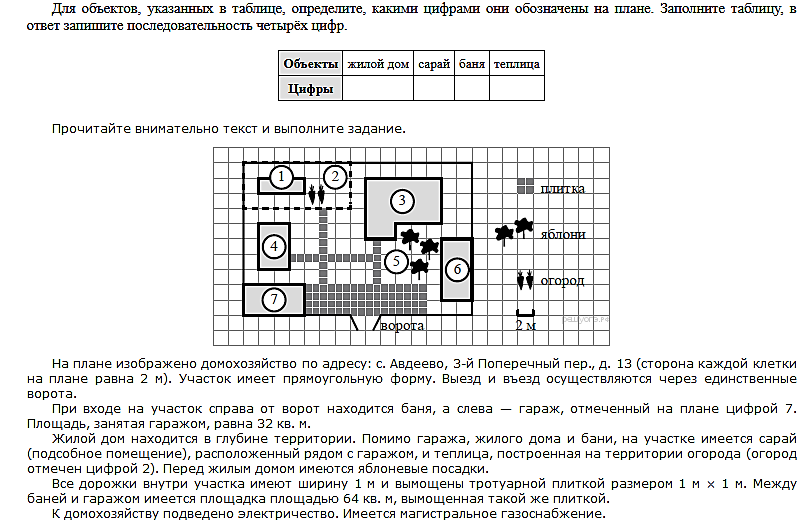 Для объектов, указанных в таблице, определите, какими цифрами они обозначены на плане. Заполните таблицу, в
ответ запишите последовательность четырёх цифр.
Объекты жилой дом сарай баня теплица
Цифры
Прочитайте внимательно текст и выполните задание.
1 2
3
плитка
4
5
яблони
6
огород
7
ворота
2 м
На плане изображено домохозяйство по адресу: с. Авдеево, 3-й Поперечный пер., д. 13 (сторона каждой клетки
на плане равна 2 м). Участок имеет прямоугольную форму. Выезд и въезд осуществляются через единственные
ворота.
При входе на участок справа от ворот находится баня, а слева — гараж, отмеченный на плане цифрой 7.
Площадь, занятая гаражом, равна 32 кв. м.
Жилой дом находится в глубине территории. Помимо гаража, жилого дома и бани, на участке имеется сарай
(подсобное помещение), расположенный рядом с гаражом, и теплица, построенная на территории огорода (огород
отмечен цифрой 2). Перед жилым домом имеются яблоневые посадки.
Все дорожки внутри участка имеют ширину 1 м и вымощены тротуарной плиткой размером 1 м × 1 м. Между
баней и гаражом имеется площадка площадью 64 кв. м, вымощенная такой же плиткой.
К домохозяйству подведено электричество. Имеется магистральное газоснабжение.